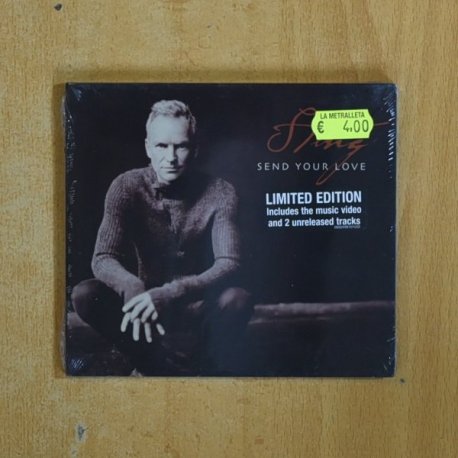 LA METRALLETA
€ 4,00
Sting
SEND YOUR LOVE
LIMITED EDITION
Includes the music video
and 2 unreleased tracks